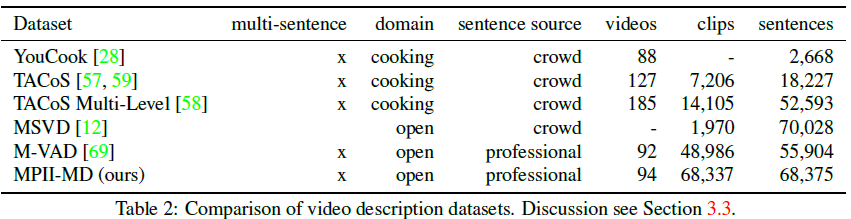 Dataset multi-sentence domain sentence source videos clips sentences
YouCook [28] x cooking crowd 88 - 2,668
TACoS [57, 59] x cooking crowd 127 7,206 18,227
TACoS Multi-Level [58] x cooking crowd 185 14,105 52,593
MSVD [12] open crowd - 1,970 70,028
M-VAD [69] x open professional 92 48,986 55,904
MPII-MD (ours) x open professional 94 68,337 68,375
Table 2: Comparison of video description datasets. Discussion see Section 3.3.